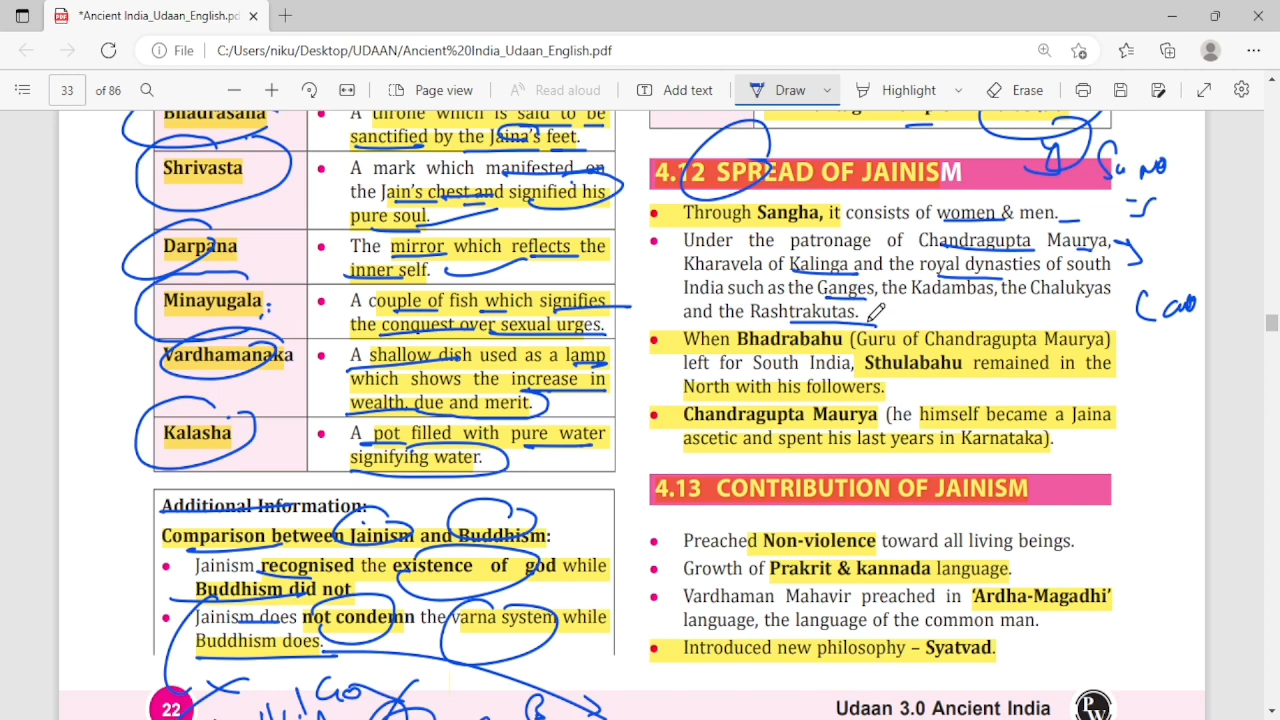 *Ancient India_Udaan_English.pd
File
C:/Users/niku/Desktop/UDAAN/Ancient%20India_Udaan_English.pdf
33
of 86
Page view
Read aloud
Add text
Draw
Highlight
Erase
Bhadrasana
A throne which is said to be
sanctified by the Jaina's feet.
Shrivasta
A mark which manifested on
the Jain's chest and signified his
pure soul.
Darpana
The mirror which reflects the
inner self.
Minayugala
A couple of fish which signifies
the conquest over sexual urges.
Vardhamanaka
A shallow dish used as a lamp
which shows the increase in
wealth, due and merit.
Kalasha
A pot filled with pure water
signifying water.
Additional Information:
Comparison between Jainism and Buddhism:
Jainism recognised the existence of god while
Buddhism did not
Jainism does not condemn the varna system while
Buddhism does.
22
4.12 SPREAD OF JAINISM
Through Sangha, it consists of women & men.
Under the patronage of Chandragupta Maurya,
Kharavela of Kalinga and the royal dynasties of south
India such as the Ganges, the Kadambas, the Chalukyas
and the Rashtrakutas.
When Bhadrabahu (Guru of Chandragupta Maurya)
left for South India, Sthulabahu remained in the
North with his followers.
Chandragupta Maurya (he himself became a Jaina
ascetic and spent his last years in Karnataka).
4.13 CONTRIBUTION OF JAINISM
Preached Non-violence toward all living beings.
Growth of Prakrit & kannada language.
Vardhaman Mahavir preached in 'Ardha-Magadhi'
language, the language of the common man.
Introduced new philosophy – Syatvad.
Udaan 3.0 Ancient India
PW